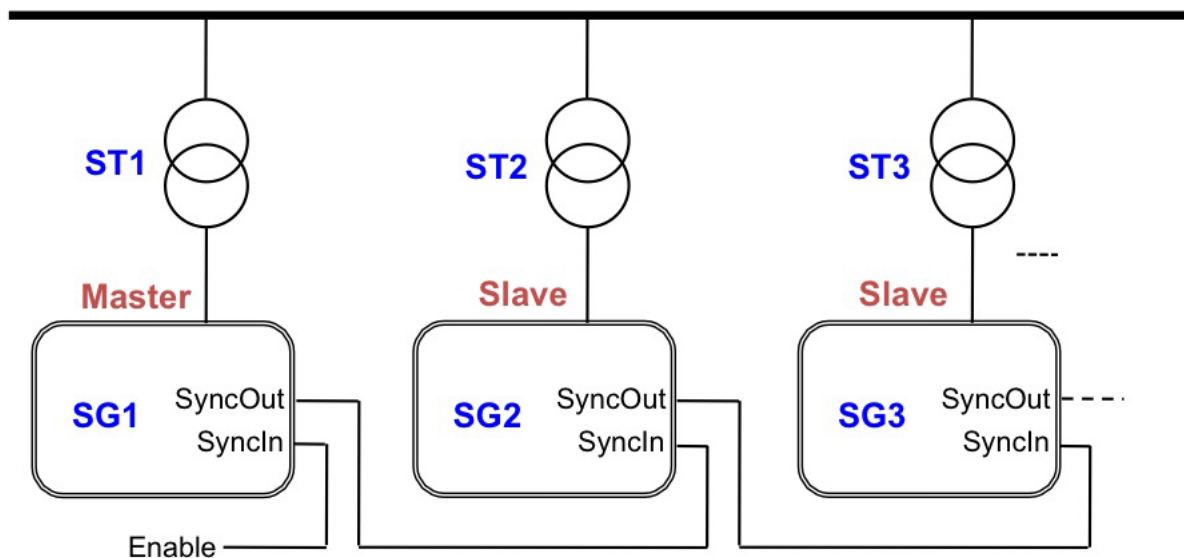 ST1
ST2
ST3
Master
Slave
Slave
SG1
SyncOut
SyncIn
SG2
SyncOut
SyncIn
SG3
SyncOut
SyncIn
Enable